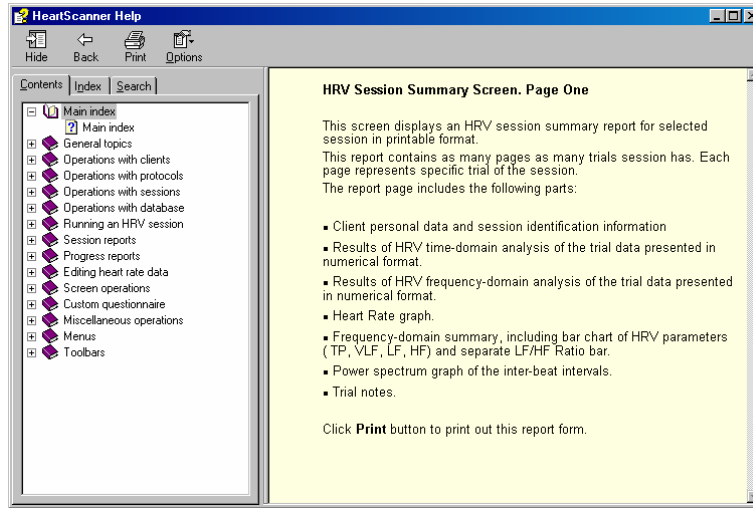 HeartScanner Help
Hide Back Print Options
Contents Index Search
Main index
Main index
General topics
Operations with clients
Operations with protocols
Operations with sessions
Operations with database
Running an HRV session
Session reports
Progress reports
Editing heart rate data
Screen operations
Custom questionnaire
Miscellaneous operations
Menus
Toolbars
HRV Session Summary Screen. Page One
This screen displays an HRV session summary report for selected
session in printable format.
This report contains as many pages as many trials session has. Each
page represents specific trial of the session.
The report page includes the following parts:
▪ Client personal data and session identification information
▪ Results of HRV time-domain analysis of the trial data presented in
numerical format.
▪ Results of HRV frequency-domain analysis of the trial data presented
in numerical format.
▪ Heart Rate graph.
▪ Frequency-domain summary, including bar chart of HRV parameters
( TP, VLF, LF, HF) and separate LF/HF Ratio bar.
▪ Power spectrum graph of the inter-beat intervals.
▪ Trial notes.
Click Print button to print out this report form.